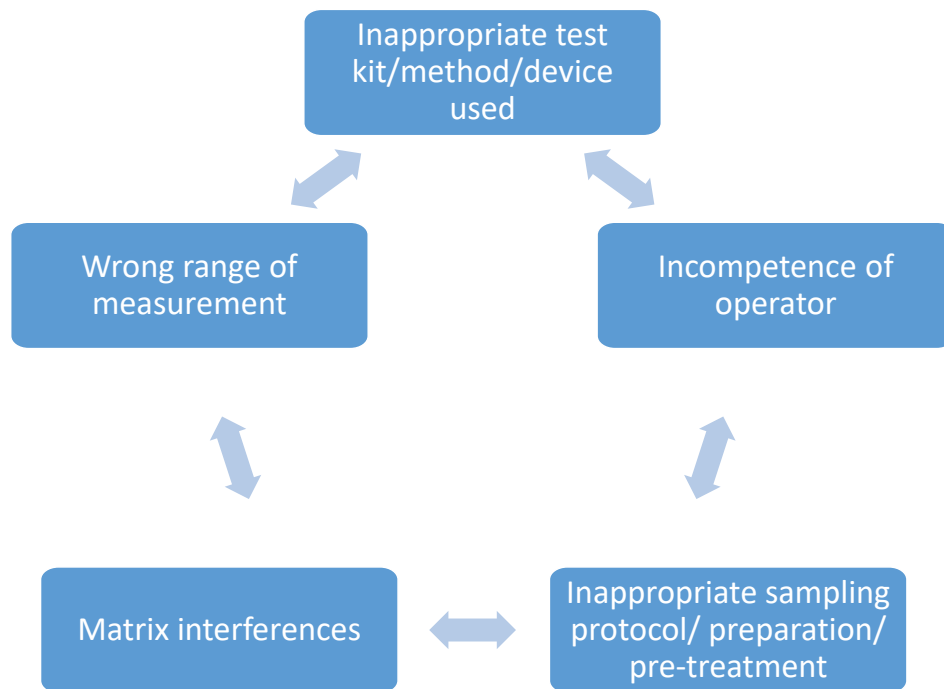 Inappropriate test
kit/method/device
used
Wrong range of
measurement
Incompetence of
operator
Matrix interferences
Inappropriate sampling
protocol/ preparation/
pre-treatment